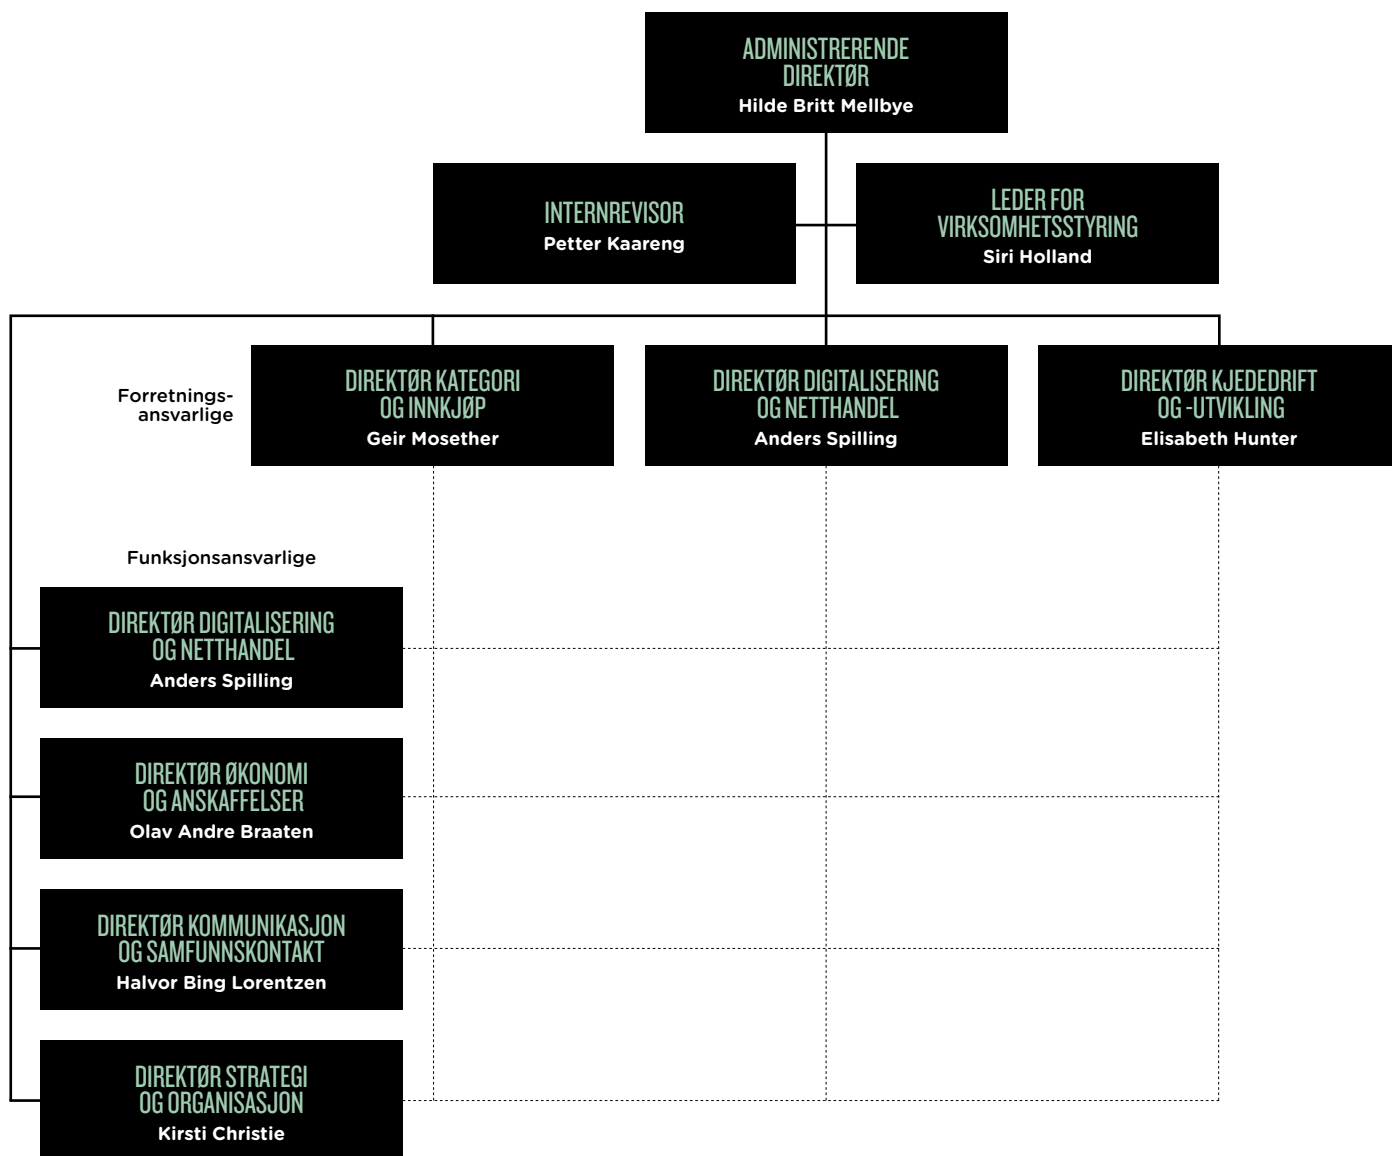 ADMINISTRERENDE
DIREKTØR
Hilde Britt Mellbye
INTERNREVISOR
Petter Kaareng
LEDER FOR
VIRKSOMHETSSTYRING
Siri Holland
Forretnings-
ansvarlige
DIREKTØR KATEGORI
OG INNKJØP
Geir Mosether
DIREKTØR DIGITALISERING
OG NETTHANDEL
Anders Spilling
DIREKTØR KJEDEDRIFT
OG -UTVIKLING
Elisabeth Hunter
Funksjonsansvarlige
DIREKTØR DIGITALISERING
OG NETTHANDEL
Anders Spilling
DIREKTØR ØKONOMI
OG ANSKAFFELSER
Olav Andre Braaten
DIREKTØR KOMMUNIKASJON
OG SAMFUNNSKONTAKT
Halvor Bing Lorentzen
DIREKTØR STRATEGI
OG ORGANISASJON
Kirsti Christie